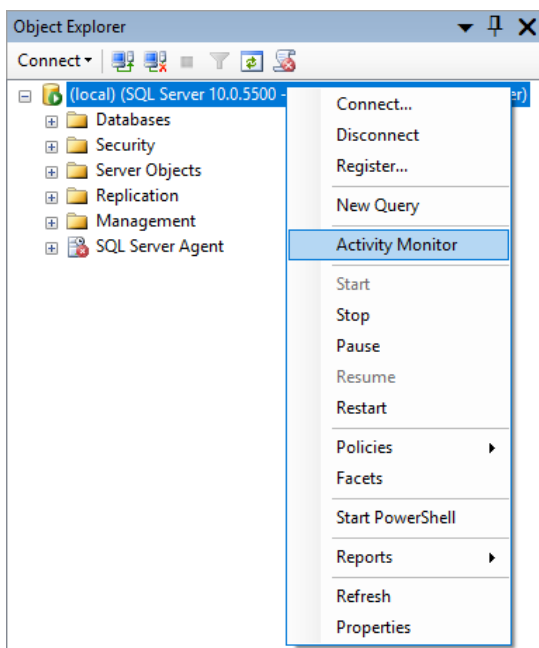 Object Explorer
Connect
(local) (SQL Server 10.0.5500 - er)
Databases
Security
Server Objects
Replication
Management
SQL Server Agent
Connect...
Disconnect
Register...
New Query
Activity Monitor
Start
Stop
Pause
Resume
Restart
Policies
Facets
Start PowerShell
Reports
Refresh
Properties